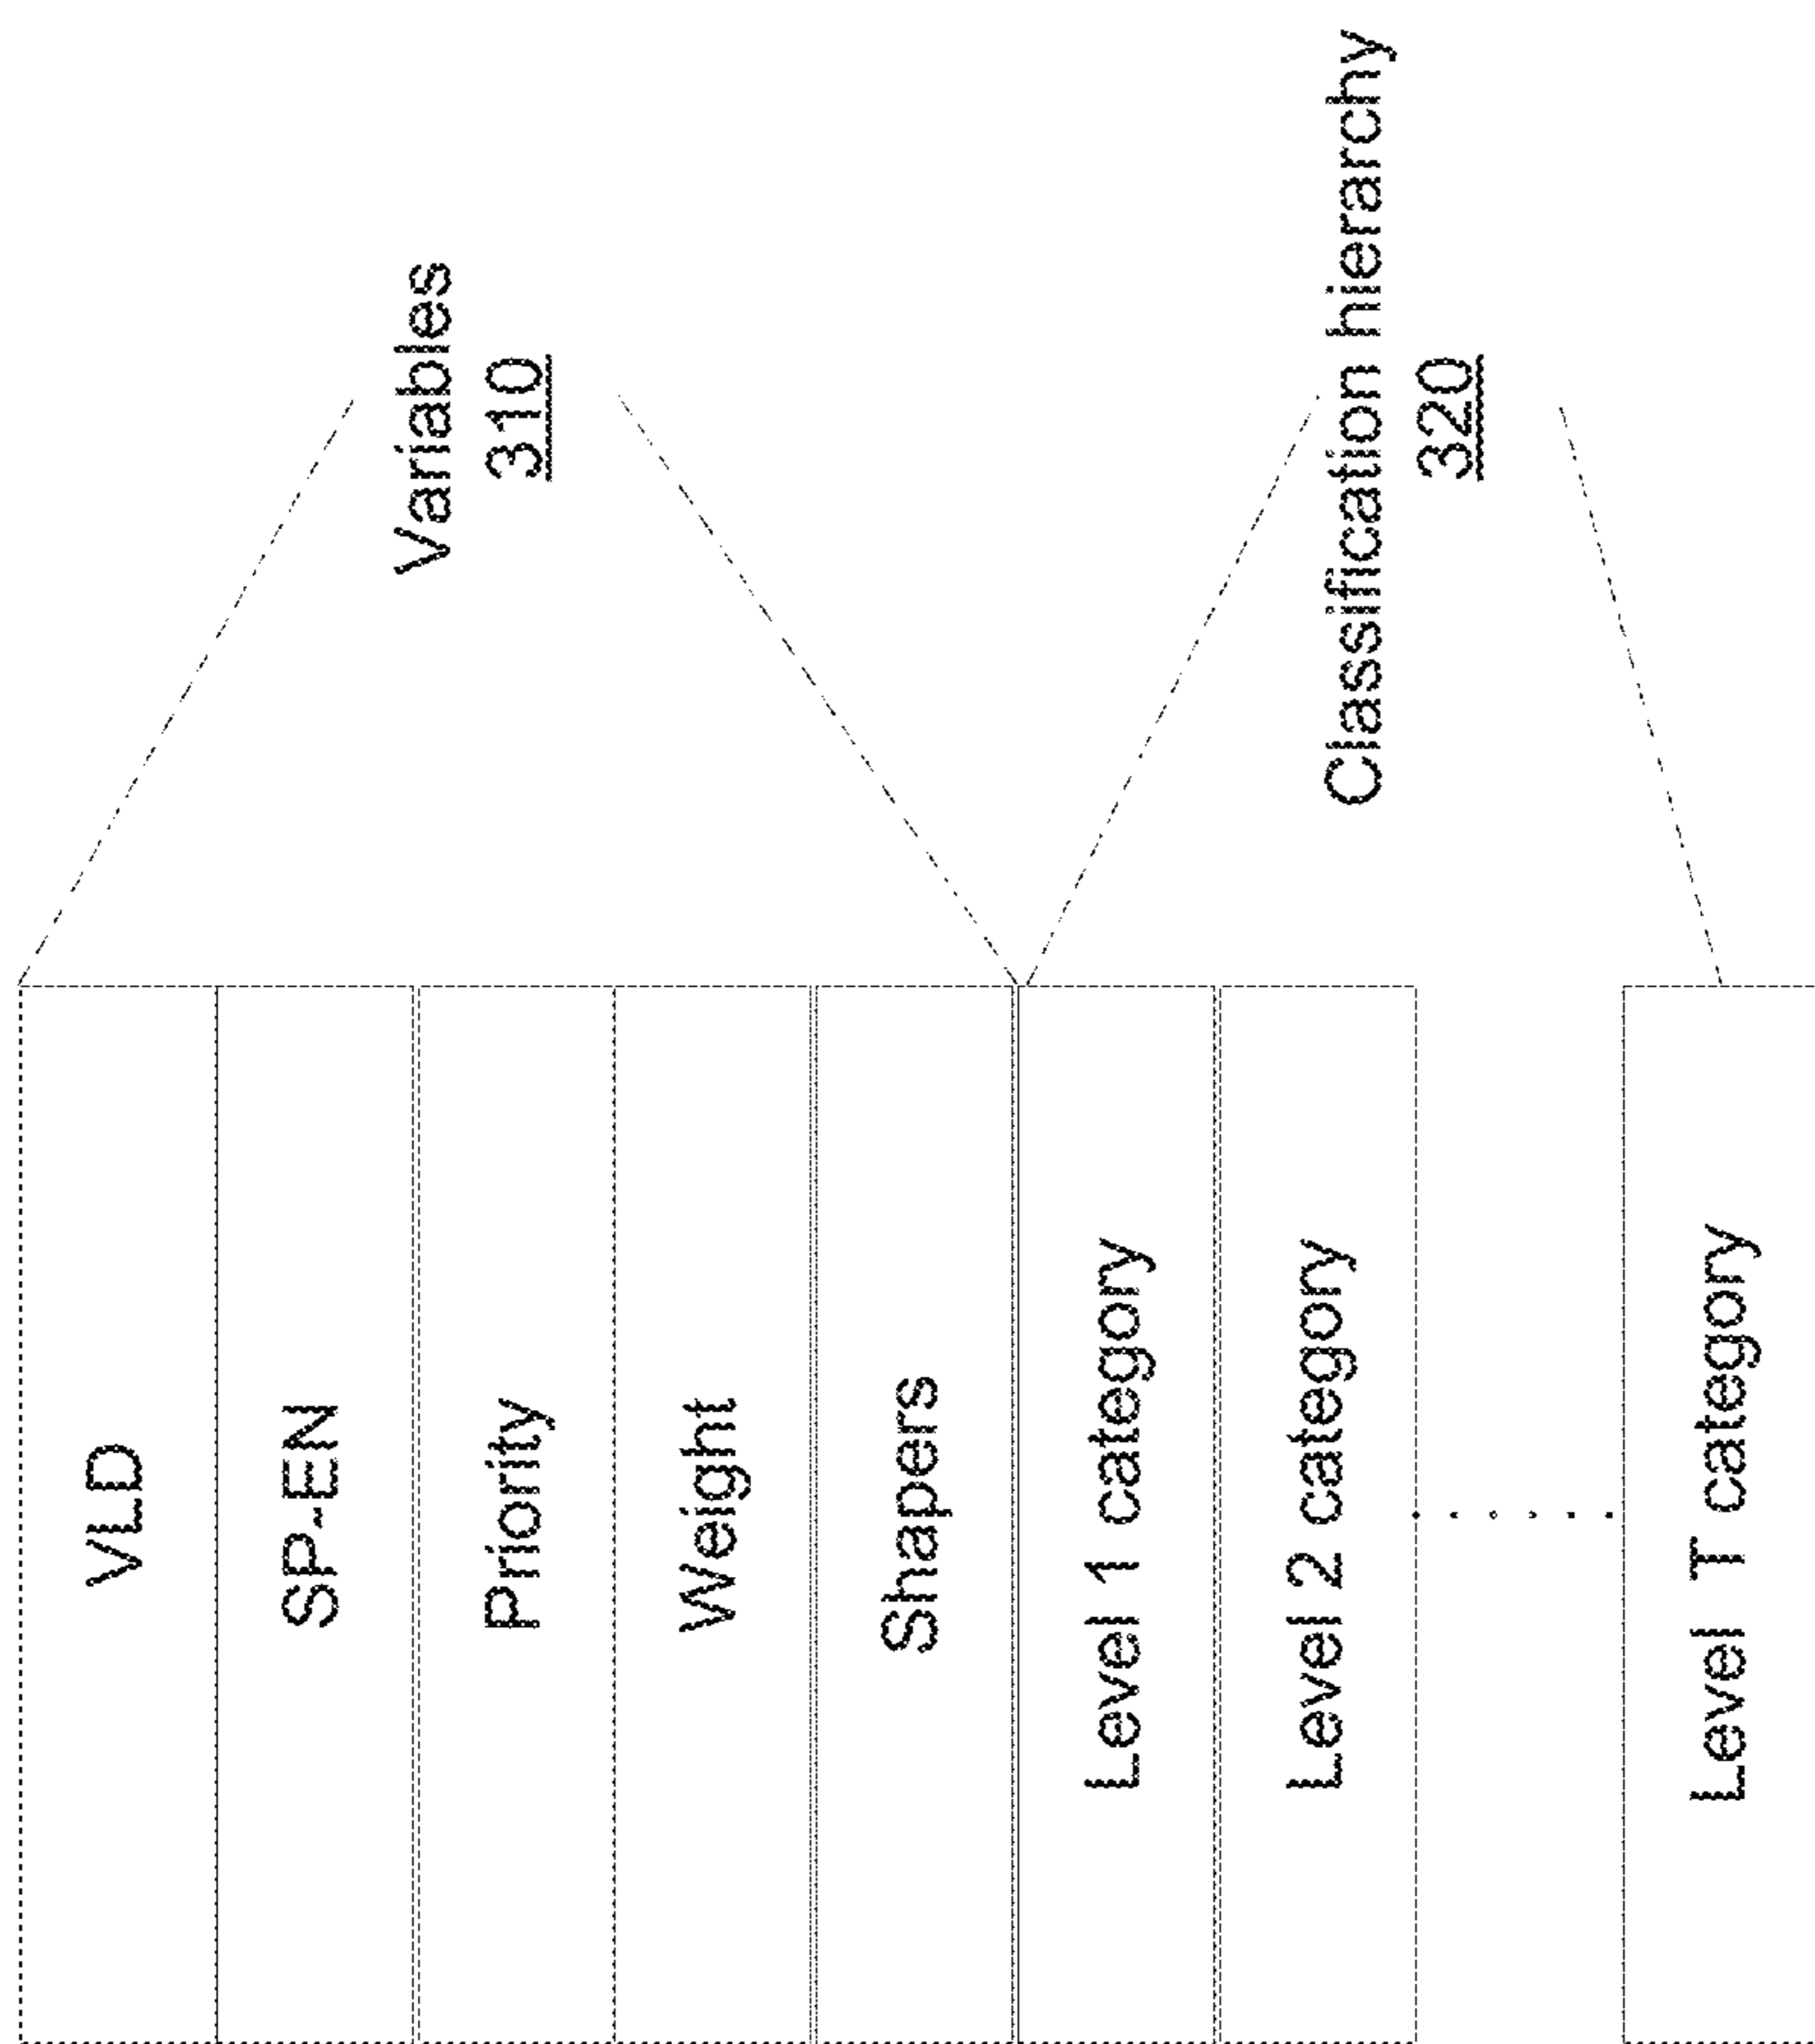 Variables
310
Classification hierarchy
320
VLD
SP-EN
Priority
Weight
Shapers
Level 1 category
Level 2 category
Level T category